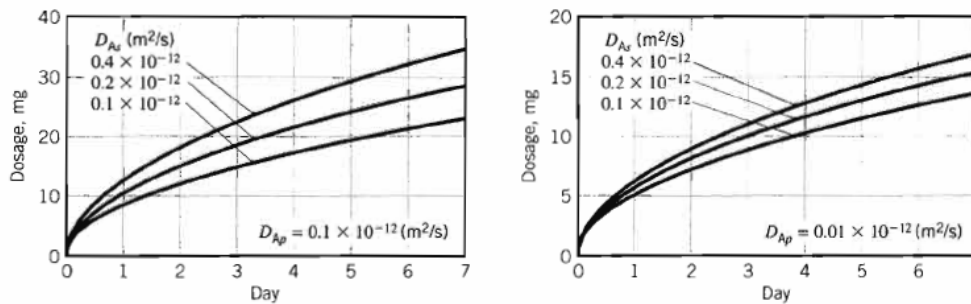 40
30
20
10
0
Dosage, mg
D_As (m²/s)
0.4 × 10⁻¹²
0.2 × 10⁻¹²
0.1 × 10⁻¹²
D_Ap = 0.1 × 10⁻¹² (m²/s)
0 1 2 3 4 5 6 7
Day
20
15
10
5
0
Dosage, mg
D_As (m²/s)
0.4 × 10⁻¹²
0.2 × 10⁻¹²
0.1 × 10⁻¹²
D_Ap = 0.01 × 10⁻¹² (m²/s)
0 1 2 3 4 5 6 7
Day